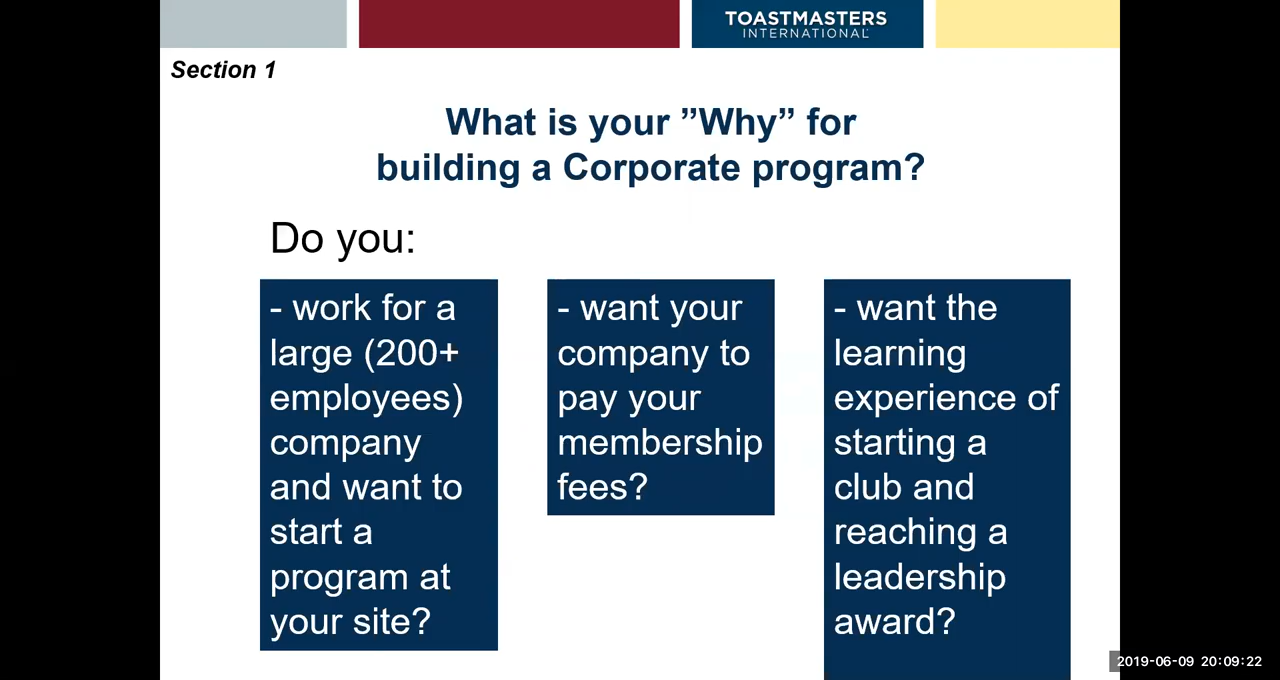 TOASTMASTERS
INTERNATIONAL
Section 1
What is your ”Why” for
building a Corporate program?
Do you:
- work for a
large (200+
employees)
company
and want to
start a
program at
your site?
- want your
company to
pay your
membership
fees?
- want the
learning
experience of
starting a
club and
reaching a
leadership
award?
2019-06-09 20:09:22